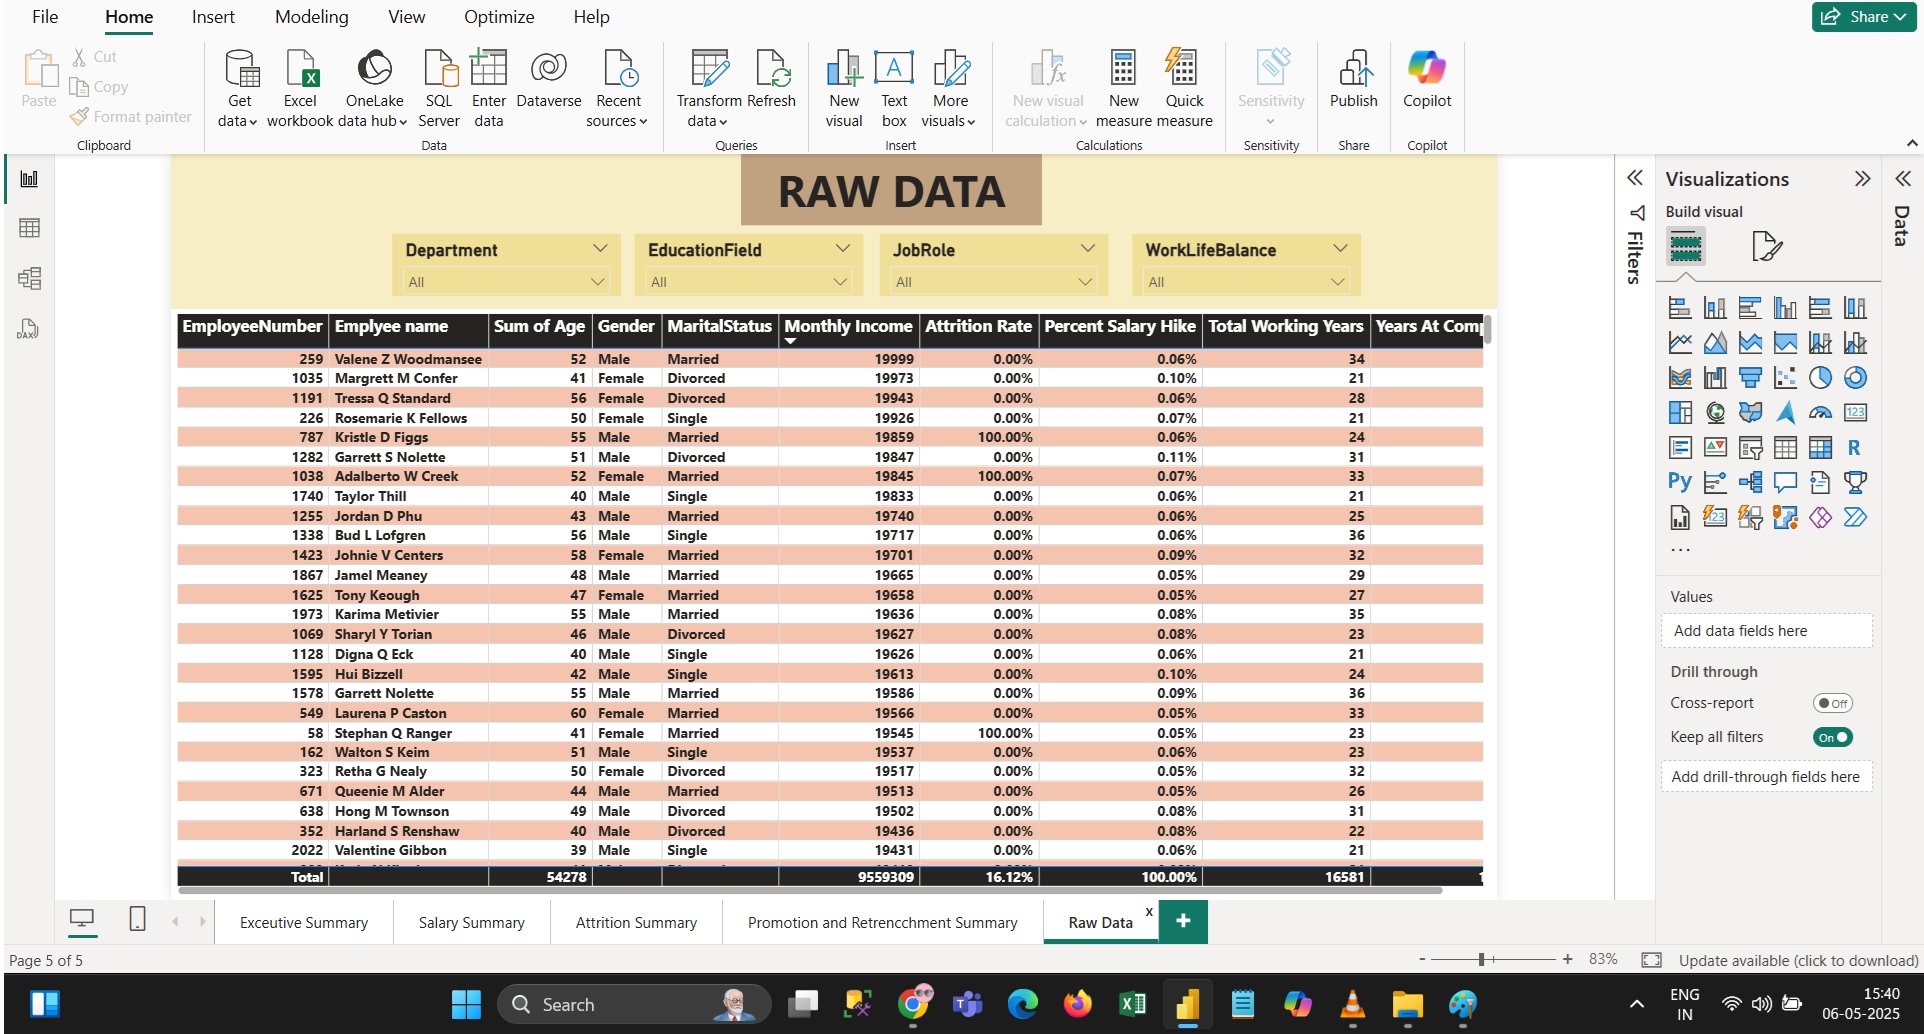 File Home Insert Modeling View Optimize Help Share
Paste Cut Copy Format painter
Clipboard
Get data Excel workbook OneLake data hub SQL Server Enter data Dataverse Recent sources
Data
Transform data Refresh
Queries
New visual Text box More visuals
Insert
New visual calculation New measure Quick measure
Calculations
Sensitivity
Sensitivity
Publish
Share
Copilot
Copilot
RAW DATA
Department EducationField JobRole WorkLifeBalance
All All All All
EmployeeNumber Emplyee name Sum of Age Gender MaritalStatus Monthly Income Attrition Rate Percent Salary Hike Total Working Years Years At Comp
259 Valene Z Woodmansee 52 Male Married 19999 0.00% 0.06% 34
1035 Margrett M Confer 41 Female Divorced 19973 0.00% 0.10% 21
1191 Tressa Q Standard 56 Female Divorced 19943 0.00% 0.06% 28
226 Rosemarie K Fellows 50 Female Single 19926 0.00% 0.07% 21
787 Kristle D Figgs 55 Male Married 19859 100.00% 0.06% 24
1282 Garrett S Nolette 51 Male Divorced 19847 0.00% 0.11% 31
1038 Adalberto W Creek 52 Female Married 19845 100.00% 0.07% 33
1740 Taylor Thill 40 Male Single 19833 0.00% 0.06% 21
1255 Jordan D Phu 43 Male Married 19740 0.00% 0.06% 25
1338 Bud L Lofgren 56 Male Single 19717 0.00% 0.06% 36
1423 Johnie V Centers 58 Female Married 19701 0.00% 0.09% 32
1867 Jamel Meaney 48 Male Married 19665 0.00% 0.05% 29
1625 Tony Keough 47 Female Married 19658 0.00% 0.05% 27
1973 Karima Metivier 55 Male Married 19636 0.00% 0.08% 35
1069 Sharyl Y Torian 46 Male Divorced 19627 0.00% 0.08% 23
1128 Digna Q Eck 40 Male Single 19626 0.00% 0.06% 21
1595 Hui Bizzell 42 Male Single 19613 0.00% 0.10% 24
1578 Garrett Nolette 55 Male Married 19586 0.00% 0.09% 36
549 Laurena P Caston 60 Female Married 19566 0.00% 0.05% 33
58 Stephan Q Ranger 41 Female Married 19545 100.00% 0.05% 23
162 Walton S Keim 51 Male Single 19537 0.00% 0.06% 23
323 Retha G Nealy 50 Female Divorced 19517 0.00% 0.05% 32
671 Queenie M Alder 44 Male Married 19513 0.00% 0.05% 26
638 Hong M Townson 49 Male Divorced 19502 0.00% 0.08% 31
352 Harland S Renshaw 40 Male Divorced 19436 0.00% 0.08% 22
2022 Valentine Gibbon 39 Male Single 19431 0.00% 0.06% 21
Total 54278 9559309 16.12% 100.00% 16581 1
Filters
Visualizations
Build visual
Data
123
R
Py
123
...
Values
Add data fields here
Drill through
Cross-report Off
Keep all filters On
Add drill-through fields here
DAX
Exceutive Summary Salary Summary Attrition Summary Promotion and Retrencchment Summary Raw Data x +
Page 5 of 5 - + 83% Update available (click to download)
Search
ENG IN
15:40
06-05-2025